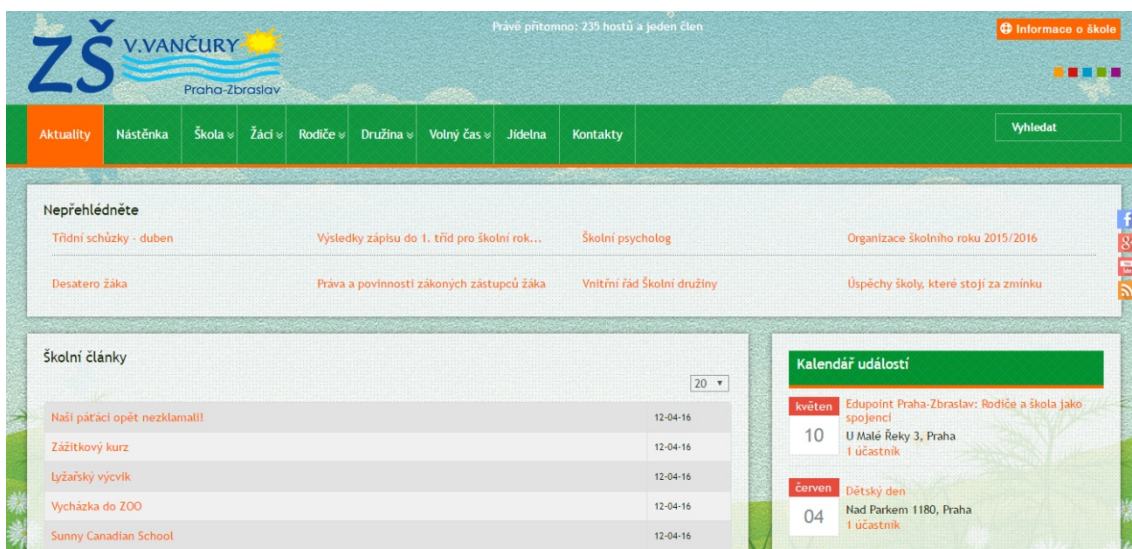 Právě přítomno: 235 hostů a jeden člen
Informace o škole
ZŠ V.VANČURY
Praha-Zbraslav
Aktuality Nástěnka Škola Žáci Rodiče Družina Volný čas Jídelna Kontakty
Vyhledat
Nepřehlédněte
Třídní schůzky - duben Výsledky zápisu do 1. tříd pro školní rok... Školní psycholog Organizace školního roku 2015/2016
Desatero žáka Práva a povinnosti zákoných zástupců žáka Vnitřní řád Školní družiny Úspěchy školy, které stojí za zmínku
Školní články
20
Naši páťáci opět nezklamali! 12-04-16
Zážitkový kurz 12-04-16
Lyžařský výcvik 12-04-16
Vycházka do ZOO 12-04-16
Sunny Canadian School 12-04-16
Kalendář událostí
květen
10
Edupoint Praha-Zbraslav: Rodiče a škola jako
spojenci
U Malé Řeky 3, Praha
1 účastník
červen
04
Dětský den
Nad Parkem 1180, Praha
1 účastník